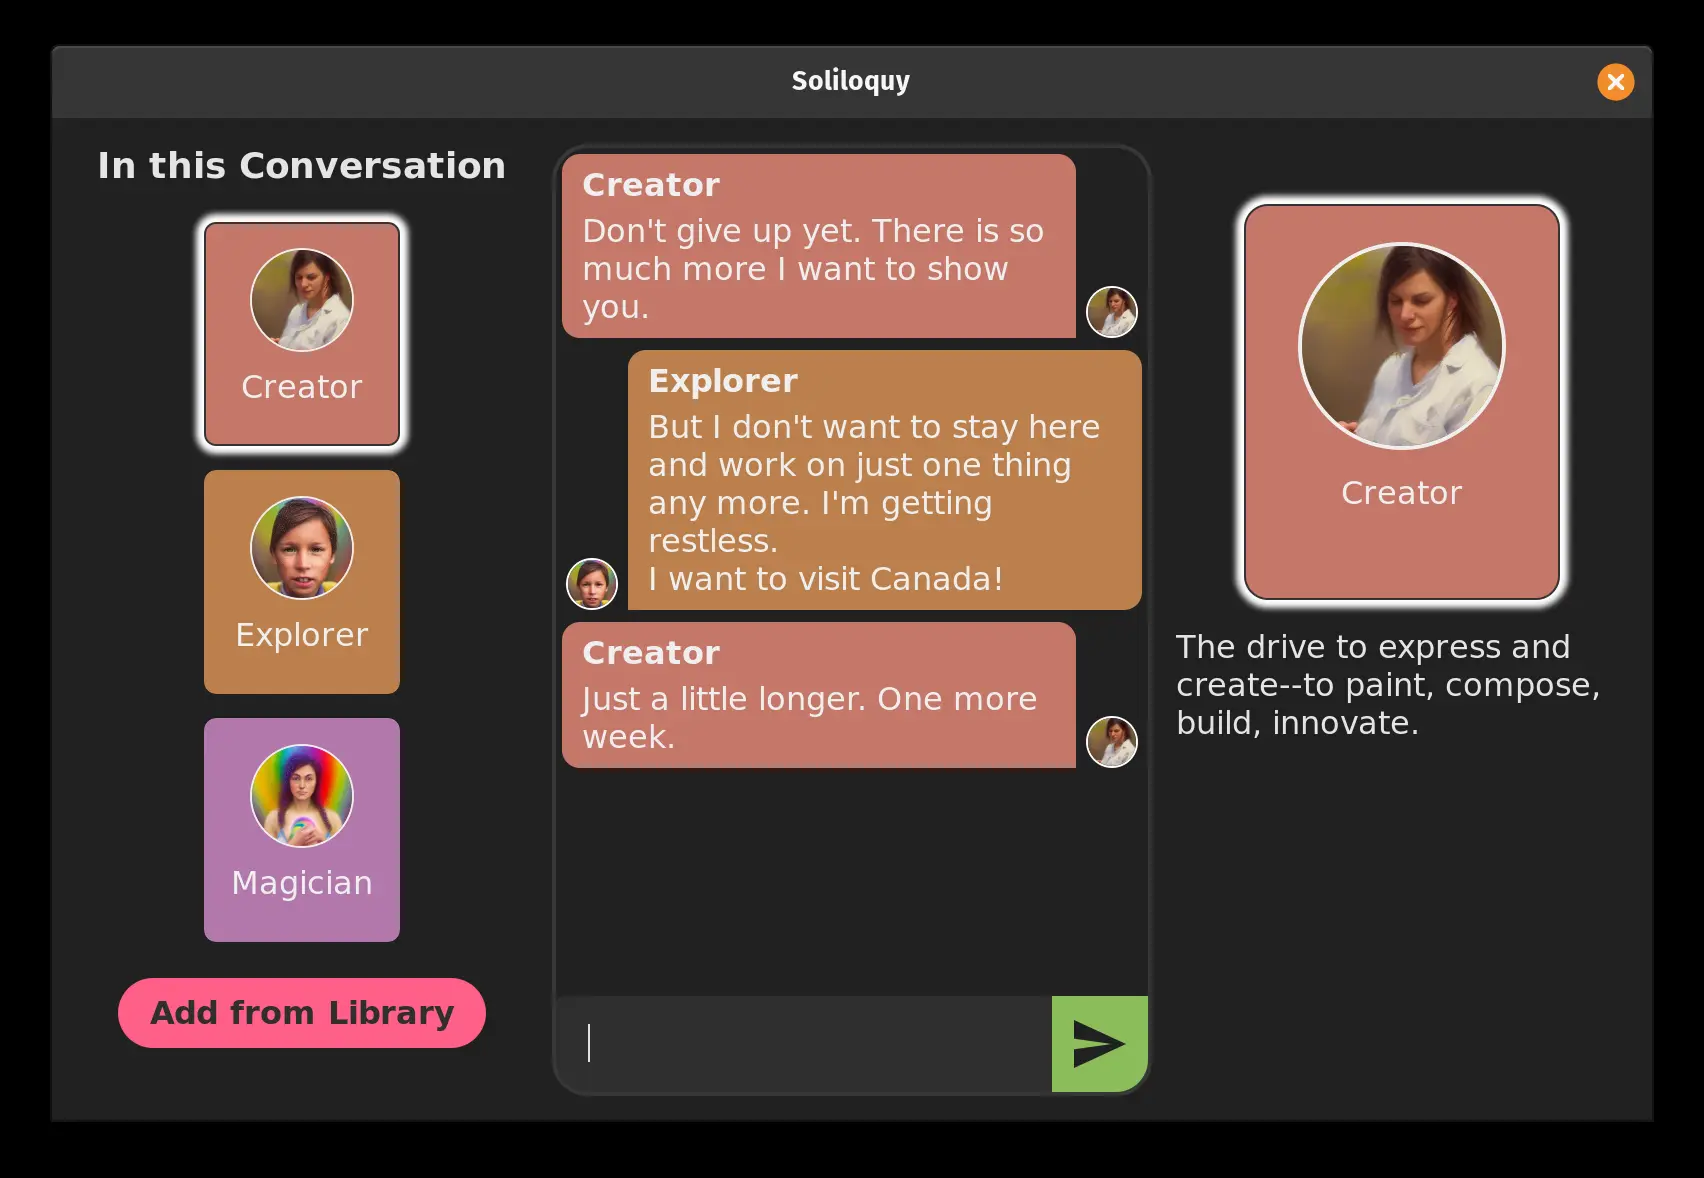 Soliloquy
In this Conversation
Creator
Explorer
Magician
Add from Library
Creator
Don't give up yet. There is so
much more I want to show
you.
Explorer
But I don't want to stay here
and work on just one thing
any more. I'm getting
restless.
I want to visit Canada!
Creator
Just a little longer. One more
week.
Creator
The drive to express and
create--to paint, compose,
build, innovate.